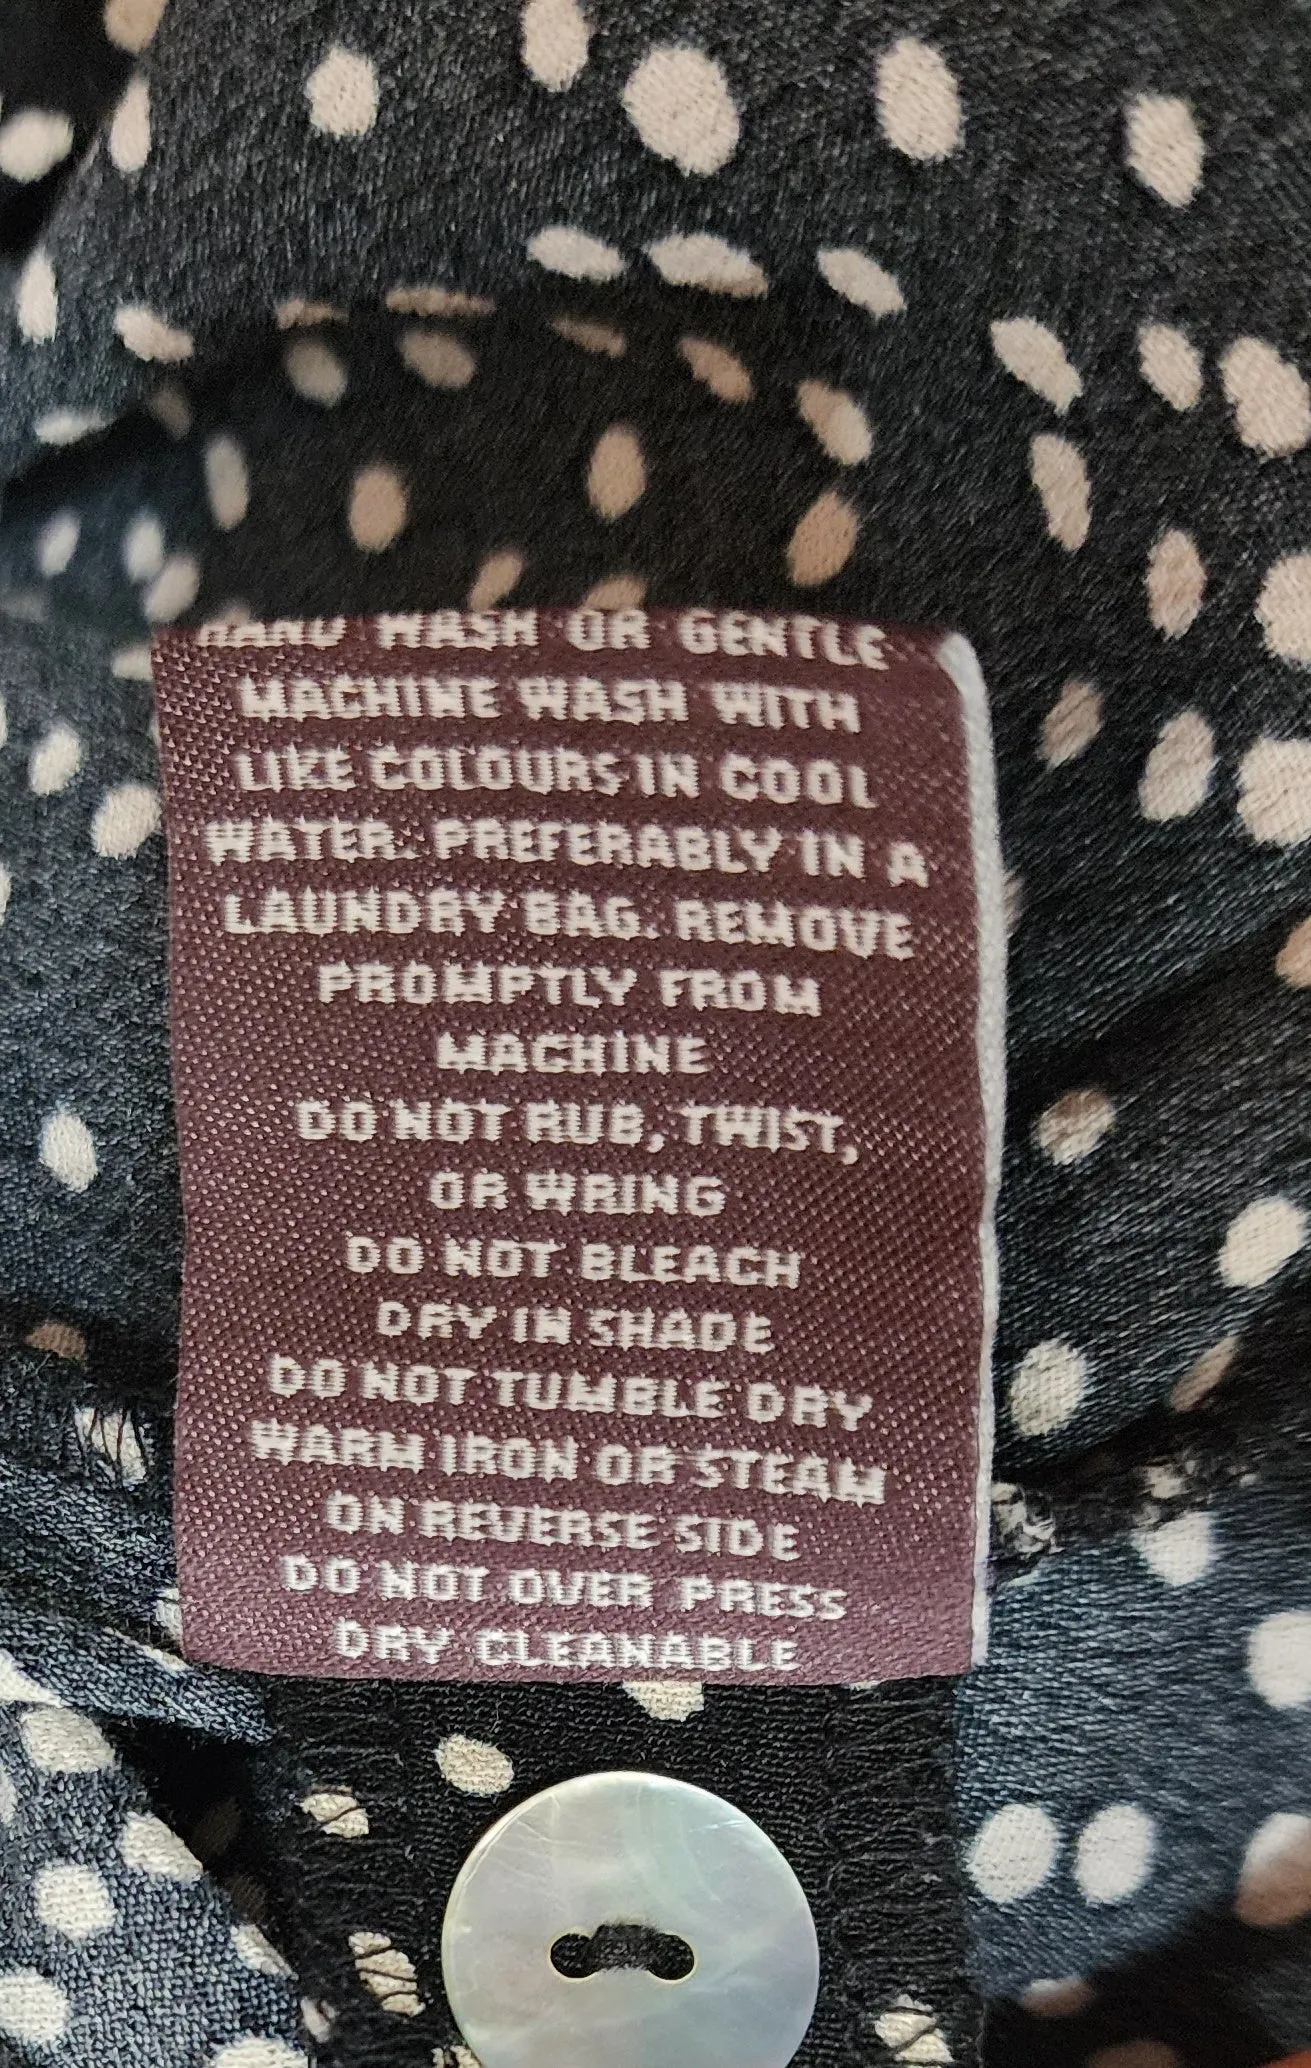 HAND WASH OR GENTLE
MACHINE WASH WITH
LIKE COLOURS IN COOL
WATER. PREFERABLY IN A
LAUNDRY BAG. REMOVE
PROMPTLY FROM
MACHINE
DO NOT RUB, TWIST,
OR WRING
DO NOT BLEACH
DRY IN SHADE
DO NOT TUMBLE DRY
WARM IRON OR STEAM
ON REVERSE SIDE
DO NOT OVER PRESS
DRY CLEANABLE